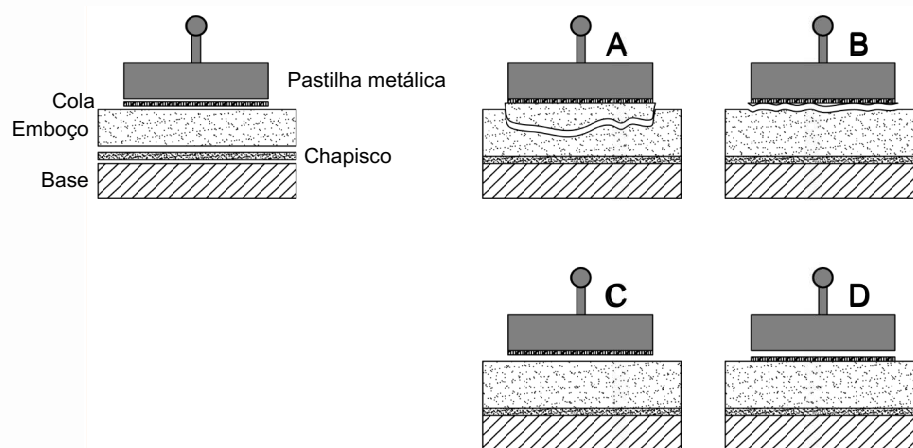 A
B
Pastilha metálica
Cola
Emboço
Chapisco
Base
C
D